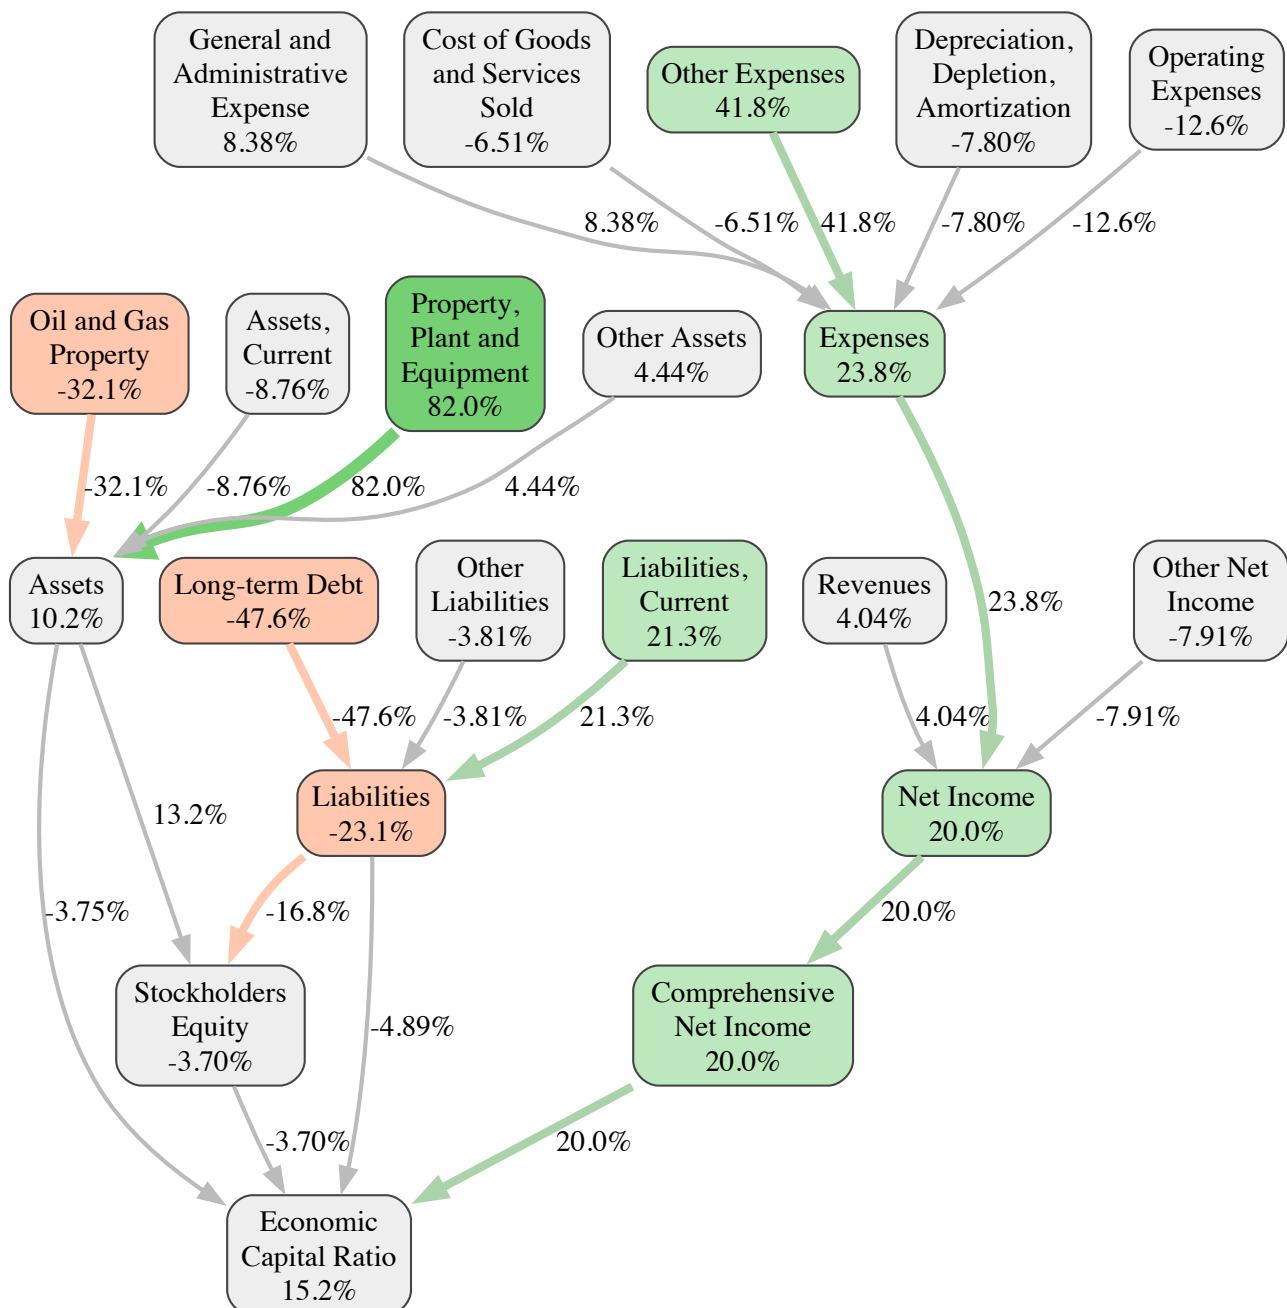 General and
Administrative
Expense
8.38%
Cost of Goods
and Services
Sold
-6.51%
Other Expenses
41.8%
Depreciation,
Depletion,
Amortization
-7.80%
Operating
Expenses
-12.6%
8.38%
-6.51%
41.8%
-7.80%
-12.6%
Oil and Gas
Property
-32.1%
Assets,
Current
-8.76%
Property,
Plant and
Equipment
82.0%
Other Assets
4.44%
Expenses
23.8%
-32.1%
-8.76%
82.0%
4.44%
Assets
10.2%
Long-term Debt
-47.6%
Other
Liabilities
-3.81%
Liabilities,
Current
21.3%
Revenues
4.04%
23.8%
Other Net
Income
-7.91%
-47.6%
-3.81%
21.3%
4.04%
-7.91%
13.2%
Liabilities
-23.1%
Net Income
20.0%
-3.75%
-16.8%
20.0%
Stockholders
Equity
-3.70%
-4.89%
Comprehensive
Net Income
20.0%
-3.70%
20.0%
Economic
Capital Ratio
15.2%